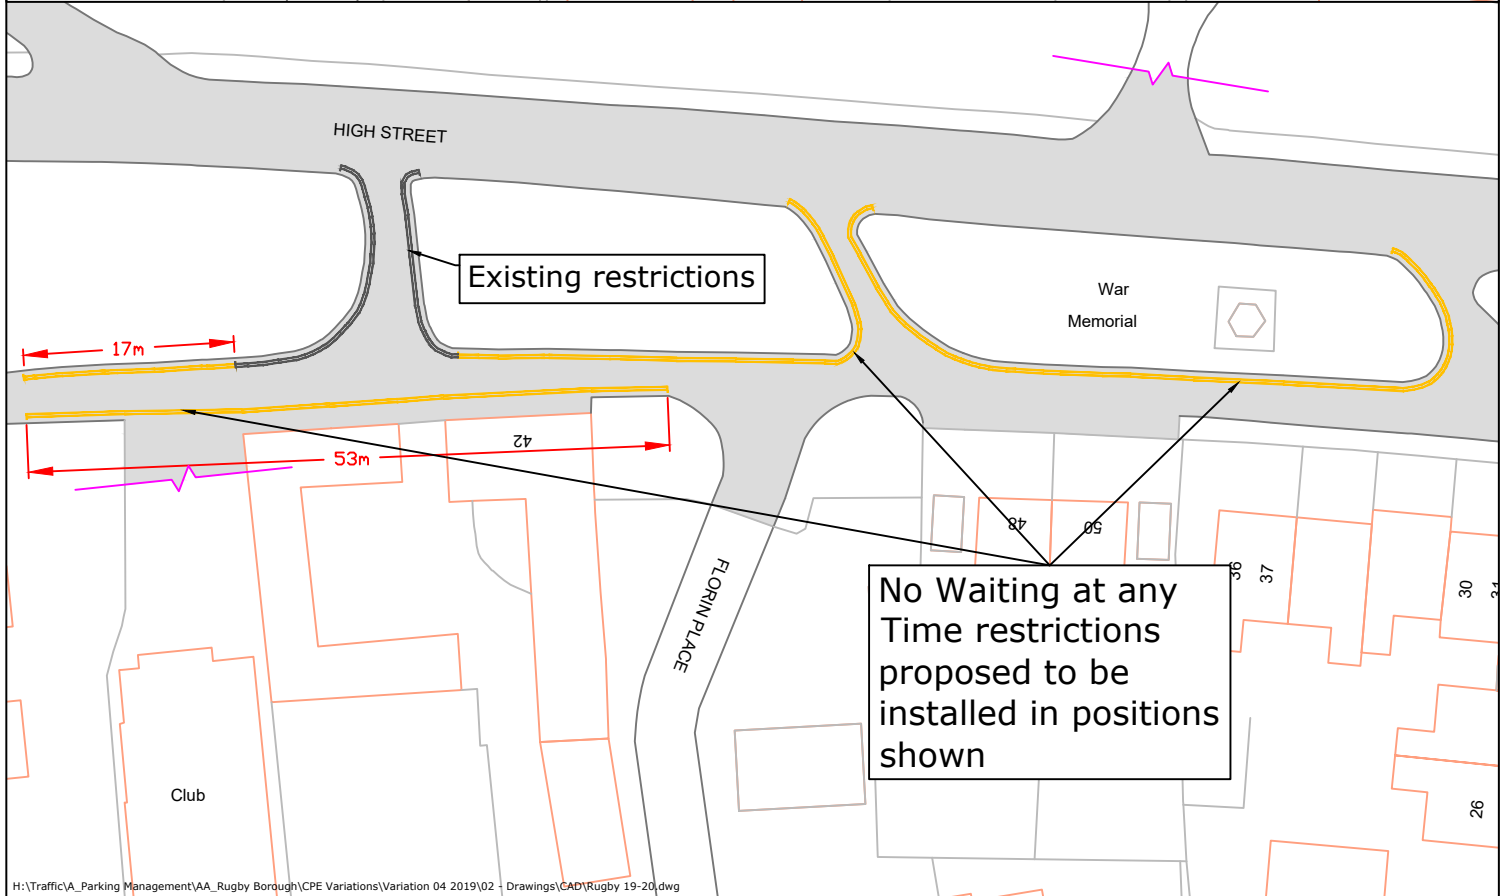 HIGH STREET
Existing restrictions
War
Memorial
17m
42
53m
48
50
No Waiting at any
Time restrictions
proposed to be
installed in positions
shown
36
37
30
31
FLORIN PLACE
Club
26
H:\Traffic\A_Parking Management\AA_Rugby Borough\CPE Variations\Variation 04 2019\02 - Drawings\CAD\Rugby 19-20.dwg